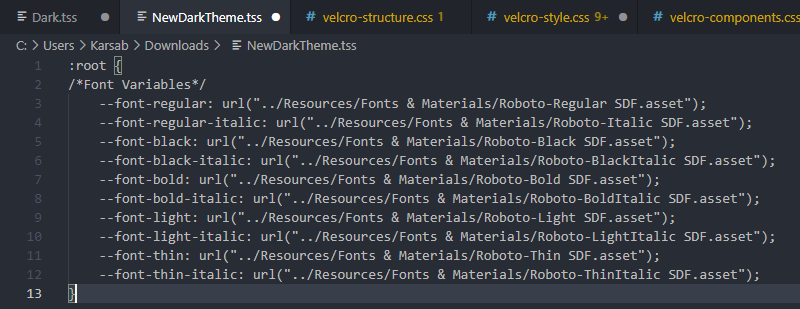 Dark.tss NewDarkTheme.tss # velcro-structure.css 1 # velcro-style.css 9+ # velcro-components.css
C: > Users > Karsab > Downloads > NewDarkTheme.tss
1 :root {
2 /*Font Variables*/
3 --font-regular: url("../Resources/Fonts & Materials/Roboto-Regular SDF.asset");
4 --font-regular-italic: url("../Resources/Fonts & Materials/Roboto-Italic SDF.asset");
5 --font-black: url("../Resources/Fonts & Materials/Roboto-Black SDF.asset");
6 --font-black-italic: url("../Resources/Fonts & Materials/Roboto-BlackItalic SDF.asset");
7 --font-bold: url("../Resources/Fonts & Materials/Roboto-Bold SDF.asset");
8 --font-bold-italic: url("../Resources/Fonts & Materials/Roboto-BoldItalic SDF.asset");
9 --font-light: url("../Resources/Fonts & Materials/Roboto-Light SDF.asset");
10 --font-light-italic: url("../Resources/Fonts & Materials/Roboto-LightItalic SDF.asset");
11 --font-thin: url("../Resources/Fonts & Materials/Roboto-Thin SDF.asset");
12 --font-thin-italic: url("../Resources/Fonts & Materials/Roboto-ThinItalic SDF.asset");
13 }